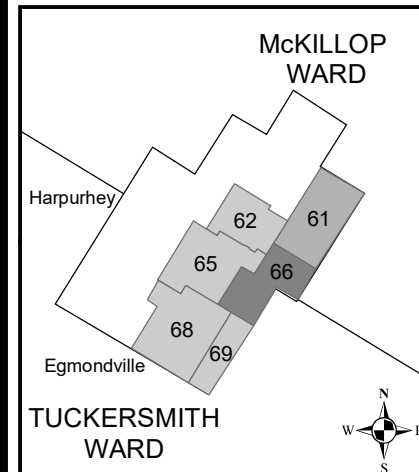 McKILLOP
WARD
Harpurhey
62
61
65
66
68
69
Egmondville
TUCKERSMITH
WARD
N
W
E
S